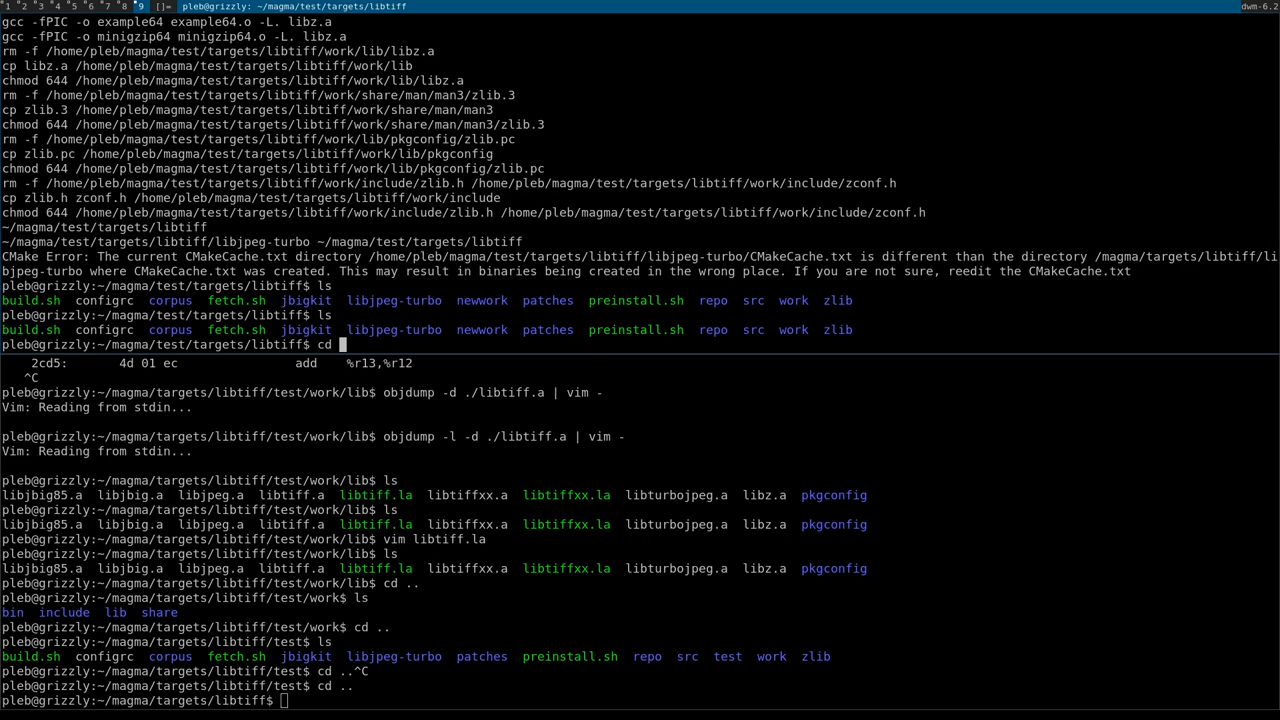 1 2 3 4 5 6 7 8 9 []= pleb@grizzly: ~/magma/test/targets/libtiff dwm-6.2
gcc -fPIC -o example64 example64.o -L. libz.a
gcc -fPIC -o minigzip64 minigzip64.o -L. libz.a
rm -f /home/pleb/magma/test/targets/libtiff/work/lib/libz.a
cp libz.a /home/pleb/magma/test/targets/libtiff/work/lib
chmod 644 /home/pleb/magma/test/targets/libtiff/work/lib/libz.a
rm -f /home/pleb/magma/test/targets/libtiff/work/share/man/man3/zlib.3
cp zlib.3 /home/pleb/magma/test/targets/libtiff/work/share/man/man3
chmod 644 /home/pleb/magma/test/targets/libtiff/work/share/man/man3/zlib.3
rm -f /home/pleb/magma/test/targets/libtiff/work/lib/pkgconfig/zlib.pc
cp zlib.pc /home/pleb/magma/test/targets/libtiff/work/lib/pkgconfig
chmod 644 /home/pleb/magma/test/targets/libtiff/work/lib/pkgconfig/zlib.pc
rm -f /home/pleb/magma/test/targets/libtiff/work/include/zlib.h /home/pleb/magma/test/targets/libtiff/work/include/zconf.h
cp zlib.h zconf.h /home/pleb/magma/test/targets/libtiff/work/include
chmod 644 /home/pleb/magma/test/targets/libtiff/work/include/zlib.h /home/pleb/magma/test/targets/libtiff/work/include/zconf.h
~/magma/test/targets/libtiff
~/magma/test/targets/libtiff/libjpeg-turbo ~/magma/test/targets/libtiff
CMake Error: The current CMakeCache.txt directory /home/pleb/magma/test/targets/libtiff/libjpeg-turbo/CMakeCache.txt is different than the directory /magma/targets/libtiff/li
bjpeg-turbo where CMakeCache.txt was created. This may result in binaries being created in the wrong place. If you are not sure, reedit the CMakeCache.txt
pleb@grizzly:~/magma/test/targets/libtiff$ ls
build.sh configrc corpus fetch.sh jbigkit libjpeg-turbo newwork patches preinstall.sh repo src work zlib
pleb@grizzly:~/magma/test/targets/libtiff$ ls
build.sh configrc corpus fetch.sh jbigkit libjpeg-turbo newwork patches preinstall.sh repo src work zlib
pleb@grizzly:~/magma/test/targets/libtiff$ cd
2cd5: 4d 01 ec add %r13,%r12
^C
pleb@grizzly:~/magma/targets/libtiff/test/work/lib$ objdump -d ./libtiff.a | vim -
Vim: Reading from stdin...
pleb@grizzly:~/magma/targets/libtiff/test/work/lib$ objdump -l -d ./libtiff.a | vim -
Vim: Reading from stdin...
pleb@grizzly:~/magma/targets/libtiff/test/work/lib$ ls
libjbig85.a libjbig.a libjpeg.a libtiff.a libtiff.la libtiffxx.a libtiffxx.la libturbojpeg.a libz.a pkgconfig
pleb@grizzly:~/magma/targets/libtiff/test/work/lib$ ls
libjbig85.a libjbig.a libjpeg.a libtiff.a libtiff.la libtiffxx.a libtiffxx.la libturbojpeg.a libz.a pkgconfig
pleb@grizzly:~/magma/targets/libtiff/test/work/lib$ vim libtiff.la
pleb@grizzly:~/magma/targets/libtiff/test/work/lib$ ls
libjbig85.a libjbig.a libjpeg.a libtiff.a libtiff.la libtiffxx.a libtiffxx.la libturbojpeg.a libz.a pkgconfig
pleb@grizzly:~/magma/targets/libtiff/test/work/lib$ cd ..
pleb@grizzly:~/magma/targets/libtiff/test/work$ ls
bin include lib share
pleb@grizzly:~/magma/targets/libtiff/test/work$ cd ..
pleb@grizzly:~/magma/targets/libtiff/test$ ls
build.sh configrc corpus fetch.sh jbigkit libjpeg-turbo patches preinstall.sh repo src test work zlib
pleb@grizzly:~/magma/targets/libtiff/test$ cd ..^C
pleb@grizzly:~/magma/targets/libtiff/test$ cd ..
pleb@grizzly:~/magma/targets/libtiff$